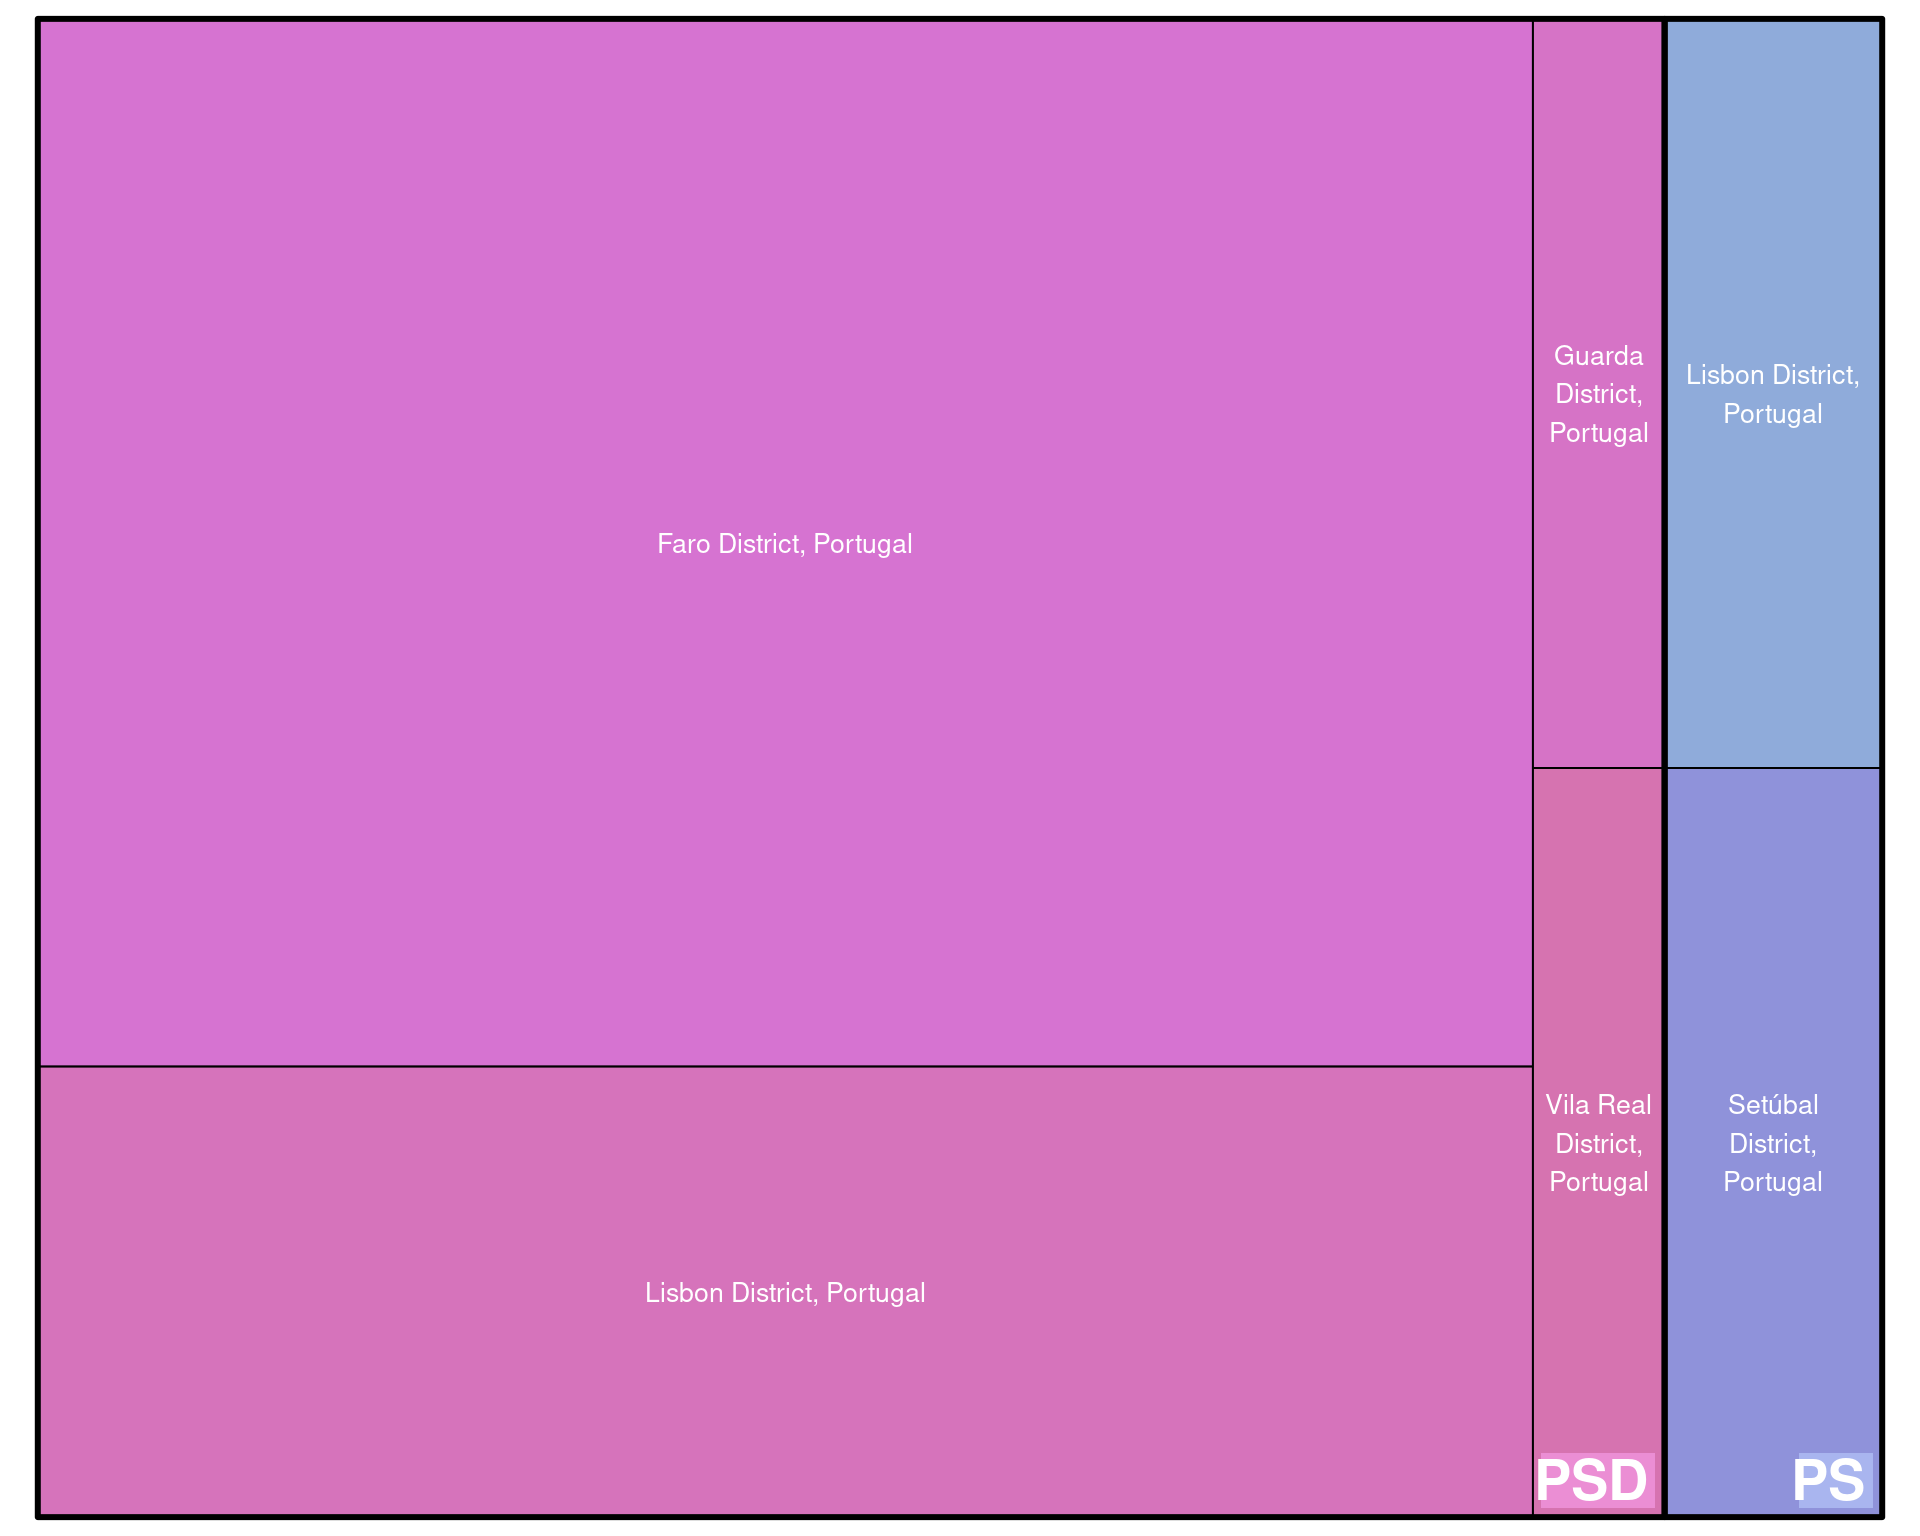 Faro District, Portugal
Lisbon District, Portugal
Guarda
District,
Portugal
Vila Real
District,
Portugal
PSD
Lisbon District,
Portugal
Setúbal
District,
Portugal
PS